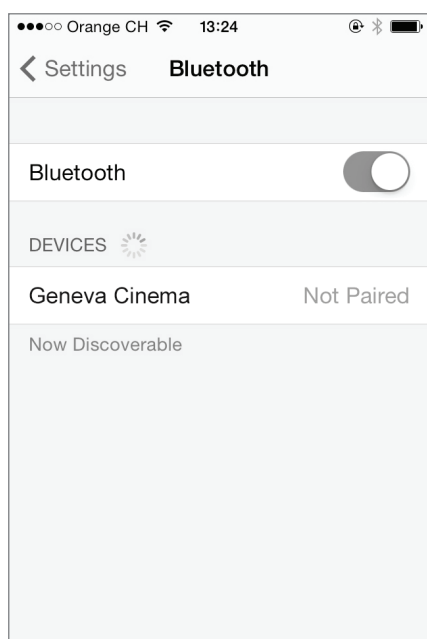 Orange CH 13:24
Settings Bluetooth
Bluetooth
DEVICES
Geneva Cinema Not Paired
Now Discoverable